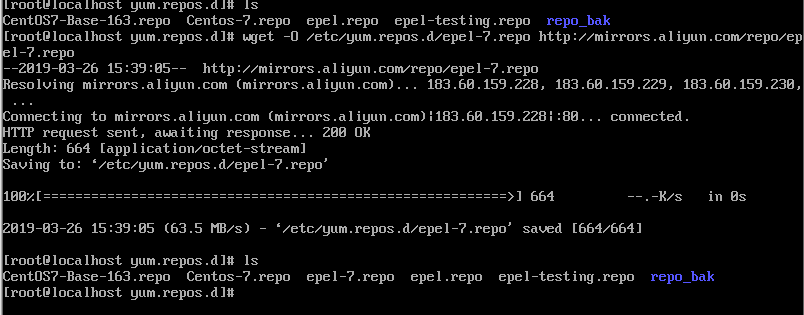 [root@localhost yum.repos.d]# ls
CentOS7-Base-163.repo  Centos-7.repo  epel.repo  epel-testing.repo  repo_bak
[root@localhost yum.repos.d]# wget -O /etc/yum.repos.d/epel-7.repo http://mirrors.aliyun.com/repo/ep
el-7.repo
--2019-03-26 15:39:05--  http://mirrors.aliyun.com/repo/epel-7.repo
Resolving mirrors.aliyun.com (mirrors.aliyun.com)... 183.60.159.228, 183.60.159.229, 183.60.159.230,
 ...
Connecting to mirrors.aliyun.com (mirrors.aliyun.com)|183.60.159.228|:80... connected.
HTTP request sent, awaiting response... 200 OK
Length: 664 [application/octet-stream]
Saving to: ‘/etc/yum.repos.d/epel-7.repo’

100%[=========================================================>] 664         --.-K/s   in 0s

2019-03-26 15:39:05 (63.5 MB/s) - ‘/etc/yum.repos.d/epel-7.repo’ saved [664/664]

[root@localhost yum.repos.d]# ls
CentOS7-Base-163.repo  Centos-7.repo  epel-7.repo  epel.repo  epel-testing.repo  repo_bak
[root@localhost yum.repos.d]#